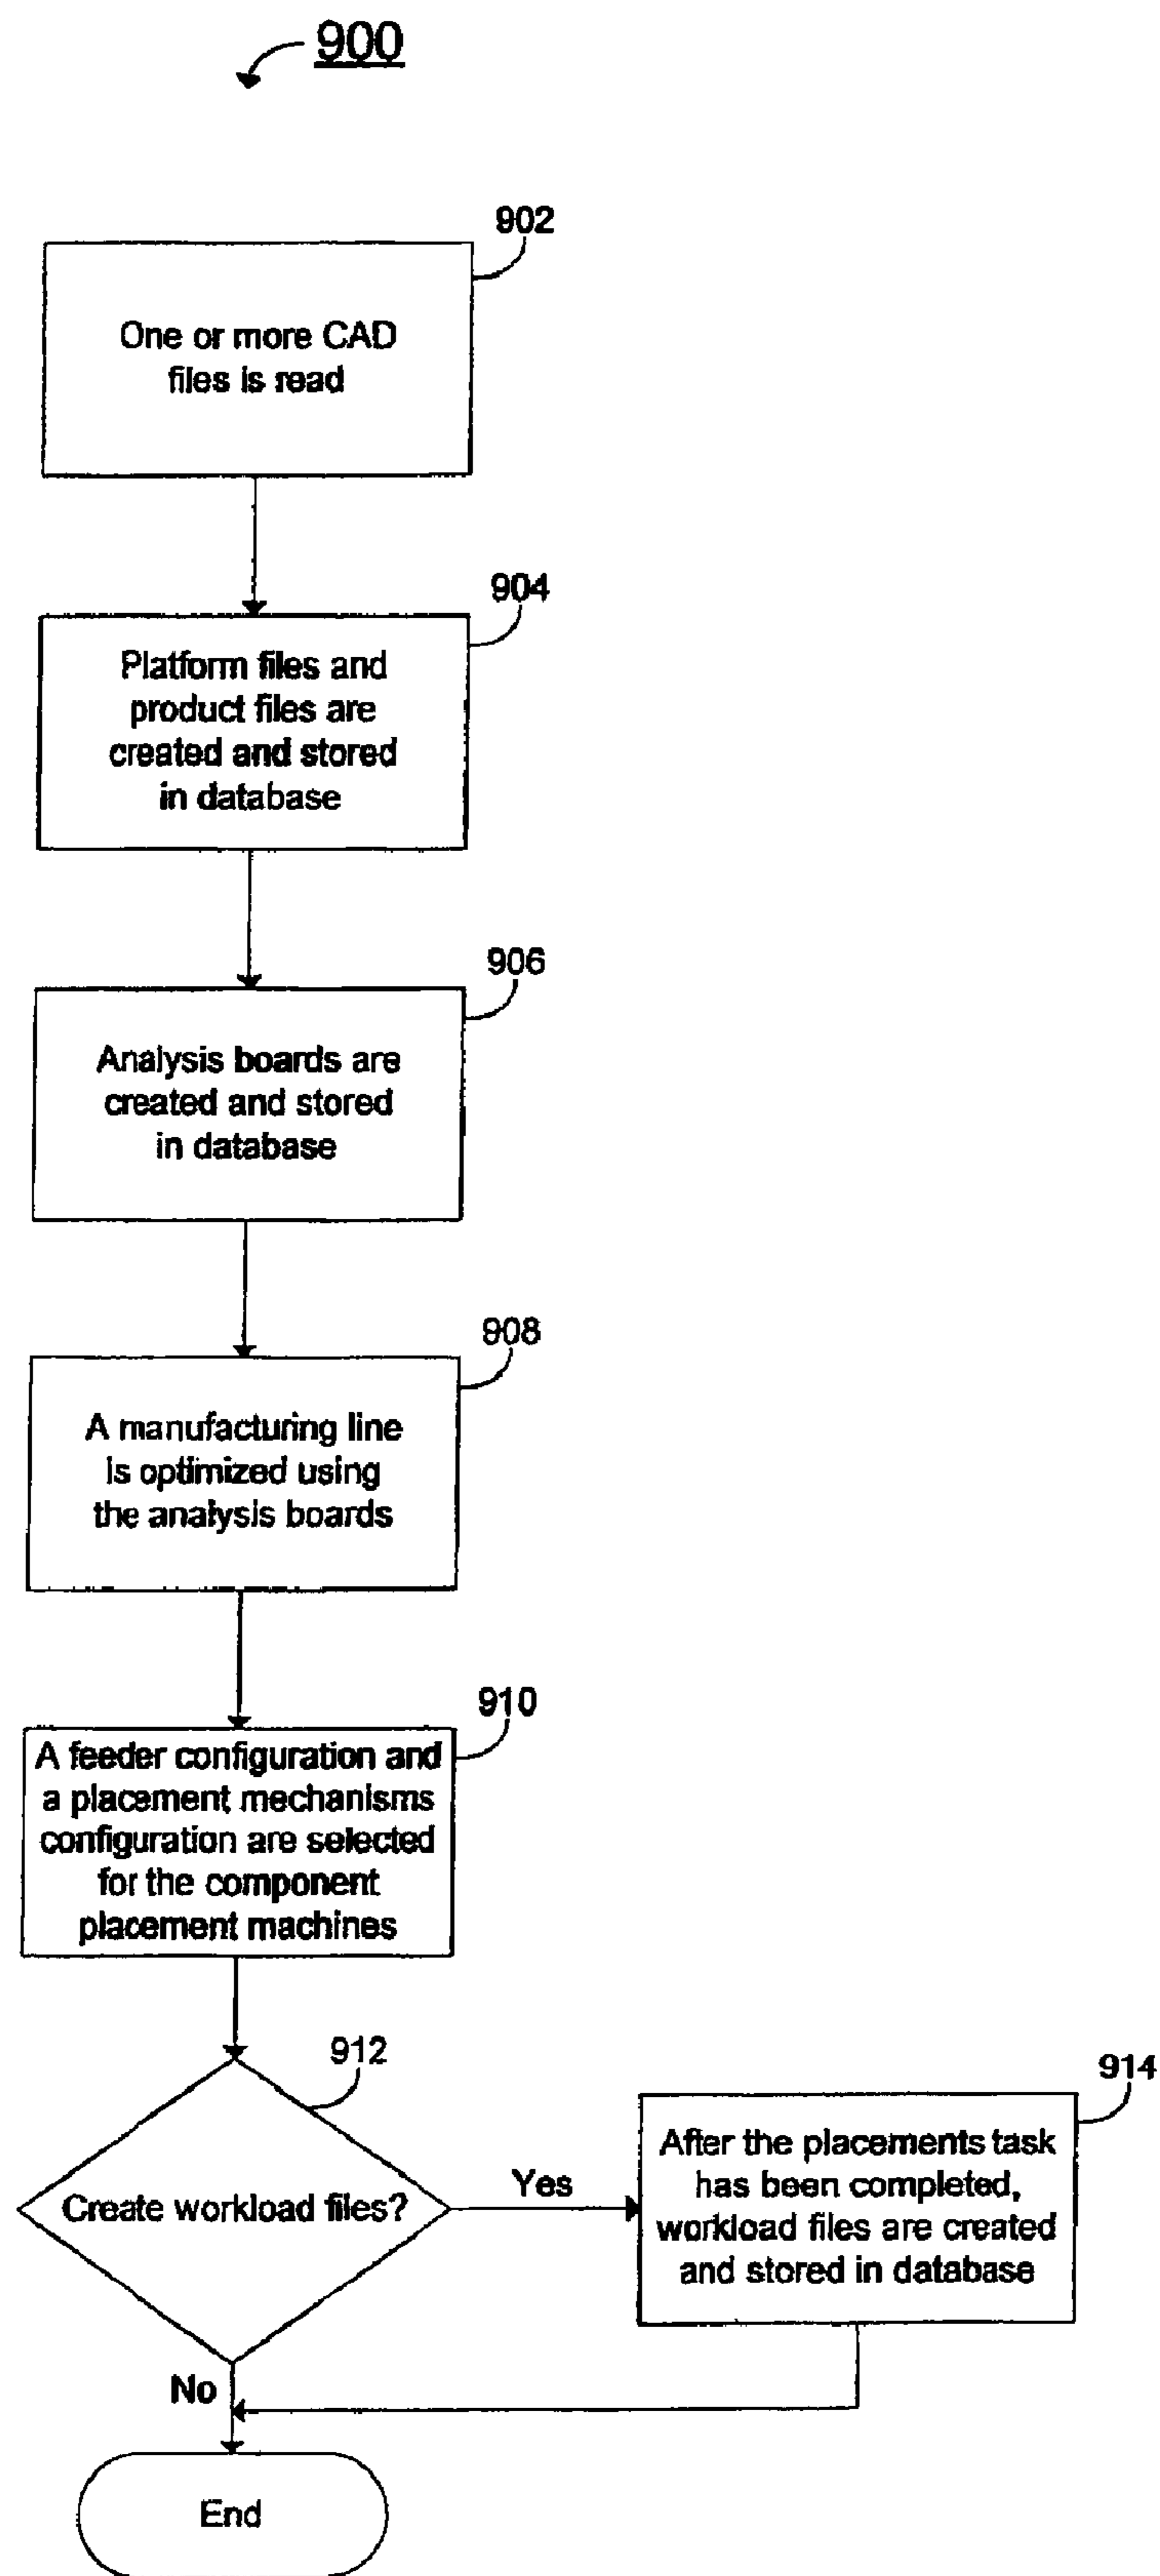 900
902
One or more CAD
files is read
904
Platform files and
product files are
created and stored
in database
906
Analysis boards are
created and stored
in database
908
A manufacturing line
is optimized using
the analysis boards
910
A feeder configuration and
a placement mechanisms
configuration are selected
for the component
placement machines
912
Create workload files?
Yes
914
After the placements task
has been completed,
workload files are created
and stored in database
No
End